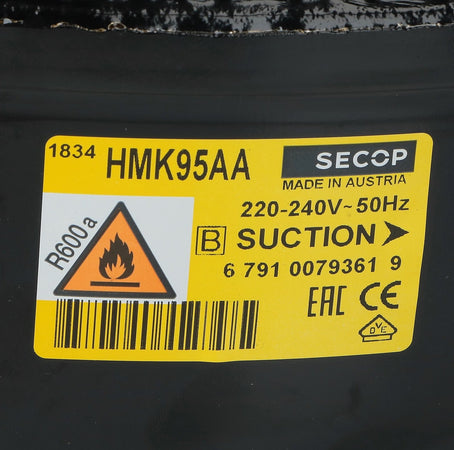 1834 HMK95AA SECOP
MADE IN AUSTRIA
220-240V~50Hz
R600a
B SUCTION
6 791 0079361 9
EAC CE
DVE